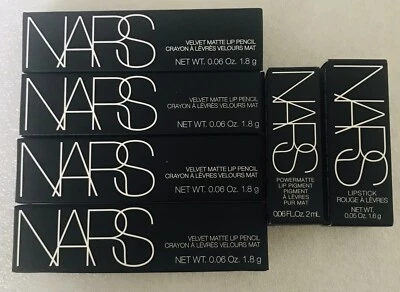 NARS
VELVET MATTE LIP PENCIL
CRAYON À LÈVRES VELOURS MAT
NET WT. 0.06 Oz. 1.8 g
NARS
VELVET MATTE LIP PENCIL
CRAYON À LÈVRES VELOURS MAT
NET WT. 0.06 Oz. 1.8 g
NARS
VELVET MATTE LIP PENCIL
CRAYON À LÈVRES VELOURS MAT
NET WT. 0.06 Oz. 1.8 g
NARS
VELVET MATTE LIP PENCIL
CRAYON À LÈVRES VELOURS MAT
NET WT. 0.06 Oz. 1.8 g
NARS
POWERMATTE
LIP PIGMENT
PIGMENT
À LÈVRES
PUR MAT
0.06 FL.Oz. 2 mL
NARS
LIPSTICK
ROUGE À LÈVRES
NET WT.
0.05 Oz. 1.6 g